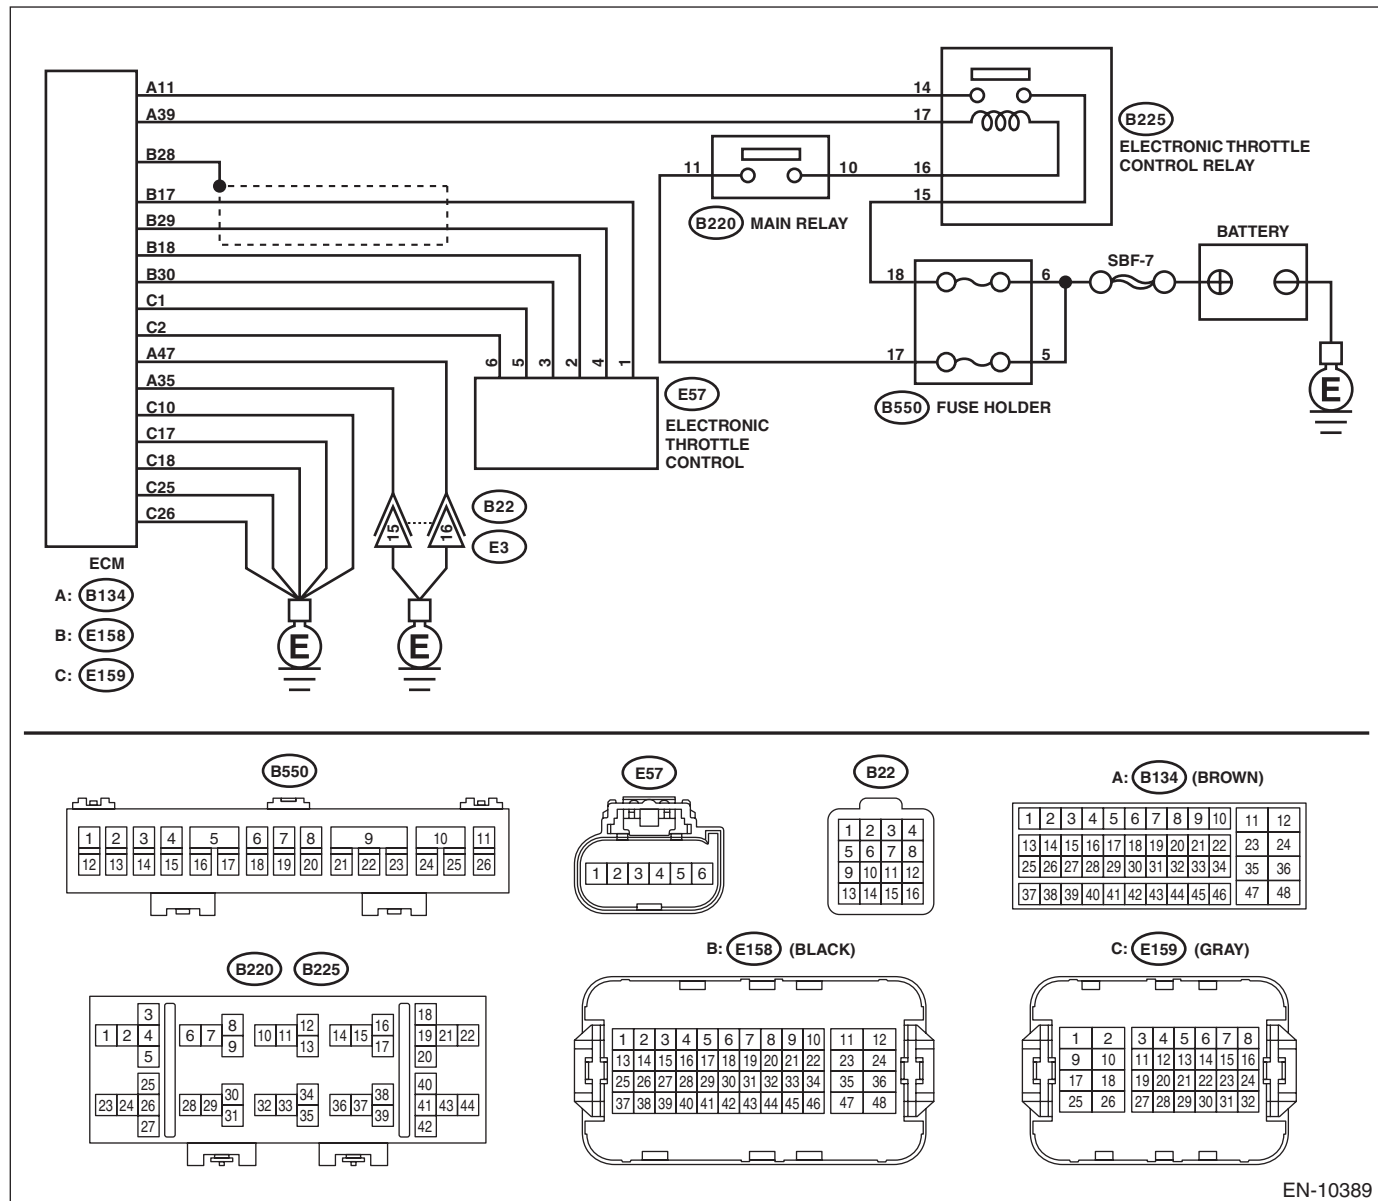 A11
A39
B28
B17
B29
B18
B30
C1
C2
A47
A35
C10
C17
C18
C25
C26
ECM
A: B134
B: E158
C: E159
14
17
16
15
B225
ELECTRONIC THROTTLE
CONTROL RELAY
11
10
B220 MAIN RELAY
BATTERY
SBF-7
18
6
17
5
B550 FUSE HOLDER
E
6 5 3 2 4 1
E57
ELECTRONIC
THROTTLE
CONTROL
15
16
B22
E3
E
E
B550
1 2 3 4 5 6 7 8 9 10 11
12 13 14 15 16 17 18 19 20 21 22 23 24 25 26
E57
1 2 3 4 5 6
B22
1 2 3 4
5 6 7 8
9 10 11 12
13 14 15 16
A: B134 (BROWN)
1 2 3 4 5 6 7 8 9 10 11 12
13 14 15 16 17 18 19 20 21 22 23 24
25 26 27 28 29 30 31 32 33 34 35 36
37 38 39 40 41 42 43 44 45 46 47 48
B220 B225
3 18
8 12 16
1 2 4 6 7 10 11 14 15 19 21 22
9 13 17
5 20
25 40
30 34 38
23 24 26 28 29 32 33 36 37 41 43 44
31 35 39
27 42
B: E158 (BLACK)
1 2 3 4 5 6 7 8 9 10 11 12
13 14 15 16 17 18 19 20 21 22 23 24
25 26 27 28 29 30 31 32 33 34 35 36
37 38 39 40 41 42 43 44 45 46 47 48
C: E159 (GRAY)
1 2 3 4 5 6 7 8
9 10 11 12 13 14 15 16
17 18 19 20 21 22 23 24
25 26 27 28 29 30 31 32
EN-10389